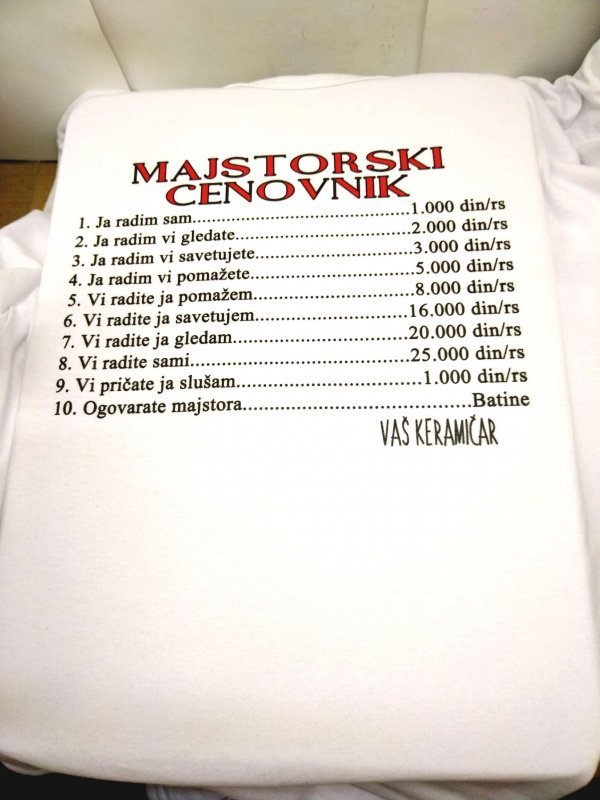 MAJSTORSKI
CENOVNIK
1. Ja radim sam..................................................1.000 din/rs
2. Ja radim vi gledate........................................2.000 din/rs
3. Ja radim vi savetujete....................................3.000 din/rs
4. Ja radim vi pomažete.....................................5.000 din/rs
5. Vi radite ja pomažem....................................8.000 din/rs
6. Vi radite ja savetujem..................................16.000 din/rs
7. Vi radite ja gledam......................................20.000 din/rs
8. Vi radite sami...............................................25.000 din/rs
9. Vi pričate ja slušam........................................1.000 din/rs
10. Ogovarate majstora...................................................Batine
VAŠ KERAMIČAR